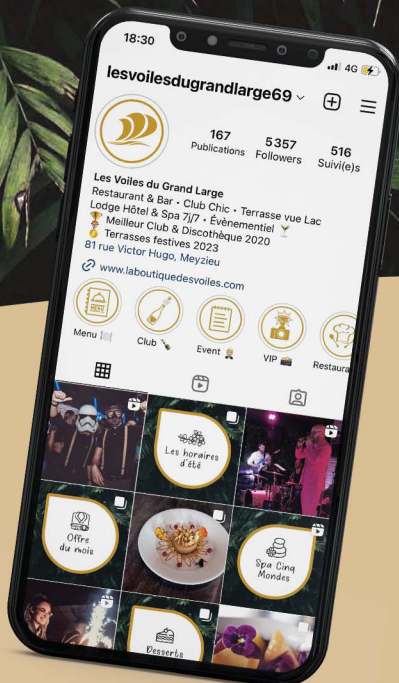 18:30
4G
lesvoilesdugrandlarge69
167
Publications
5 357
Followers
516
Suivi(e)s
Les Voiles du Grand Large
Restaurant & Bar • Club Chic • Terrasse vue Lac
Lodge Hôtel & Spa 7j/7 • Évènementiel
Meilleur Club & Discothèque 2020
Terrasses festives 2023
81 rue Victor Hugo, Meyzieu
www.laboutiquedesvoiles.com
MENU
Menu
Club
Event
VIP
Restaura
Les horaires
d'été
Offre
du mois
Spa Cinq
Mondes
Desserts